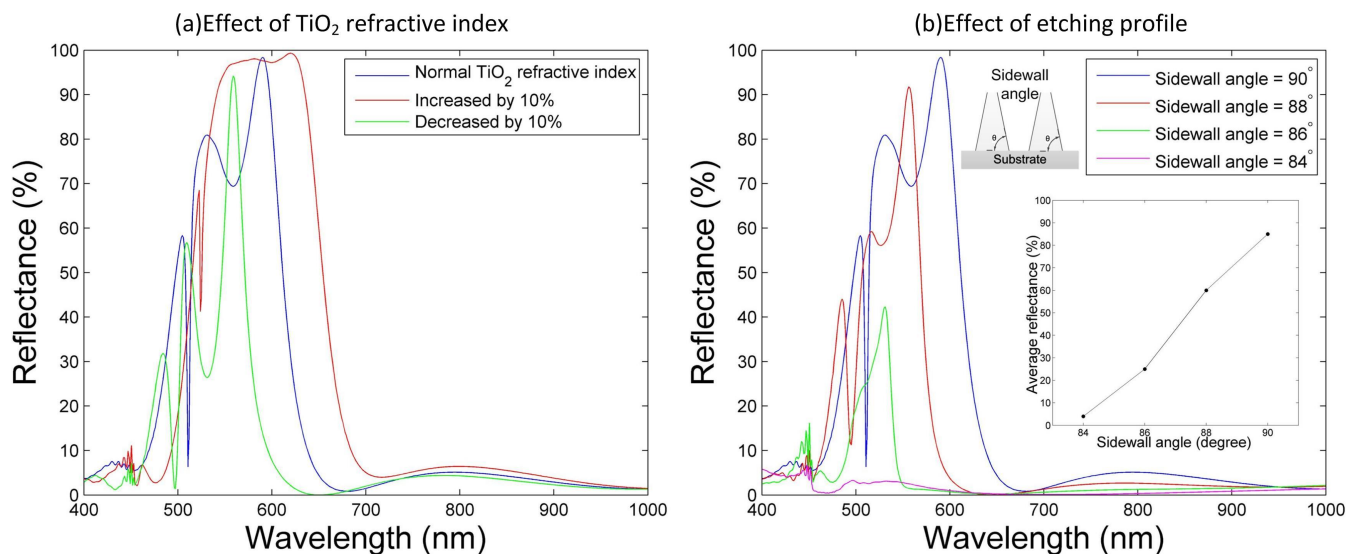 (a)Effect of TiO₂ refractive index
Reflectance (%)
100
90
80
70
60
50
40
30
20
10
0
Normal TiO₂ refractive index
Increased by 10%
Decreased by 10%
400 500 600 700 800 900 1000
Wavelength (nm)
(b)Effect of etching profile
Reflectance (%)
100
90
80
70
60
50
40
30
20
10
0
Sidewall
angle
θ θ
Substrate
Sidewall angle = 90°
Sidewall angle = 88°
Sidewall angle = 86°
Sidewall angle = 84°
Average reflectance (%)
100
90
80
70
60
50
40
30
20
10
0
84 86 88 90
Sidewall angle (degree)
400 500 600 700 800 900 1000
Wavelength (nm)